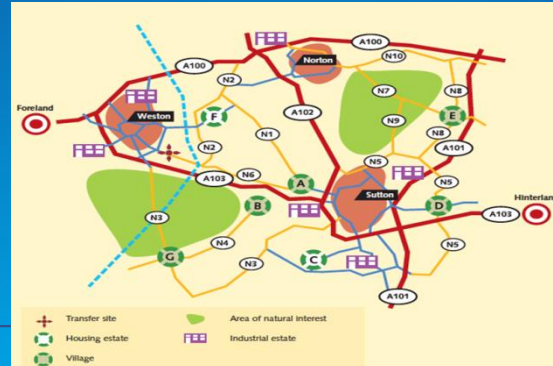 Norton
A100
N10
A100
N2
N7
N8
Foreland
Weston
F
A102
N9
E
N1
N8
N2
A101
N5
A103
N6
A
N5
Sutton
Hinterlan
N3
B
D
A103
G
N4
C
N5
N3
A101
Transfer site
Area of natural interest
Housing estate
Industrial estate
Village